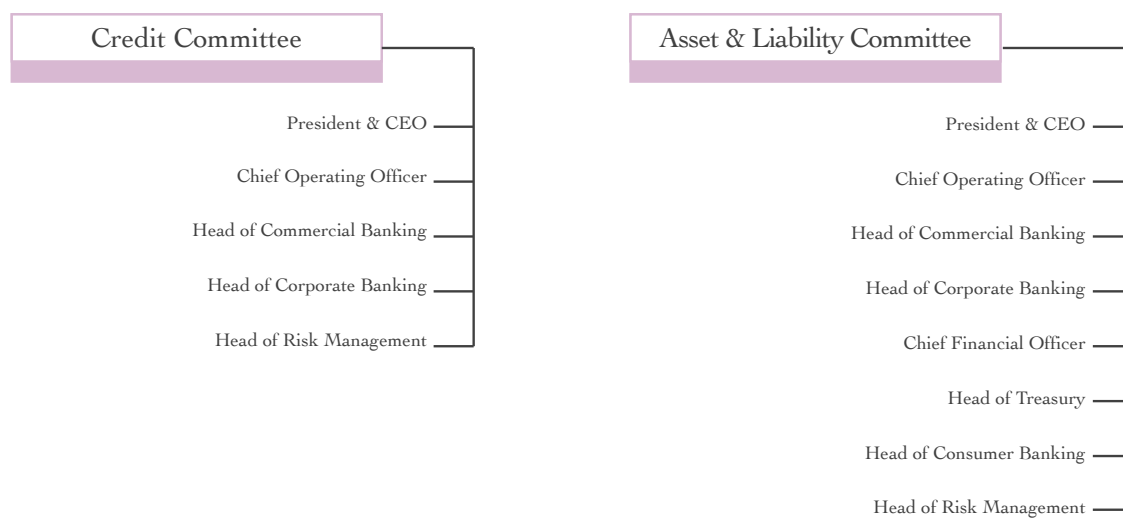 Credit Committee
President & CEO
Chief Operating Officer
Head of Commercial Banking
Head of Corporate Banking
Head of Risk Management
Asset & Liability Committee
President & CEO
Chief Operating Officer
Head of Commercial Banking
Head of Corporate Banking
Chief Financial Officer
Head of Treasury
Head of Consumer Banking
Head of Risk Management